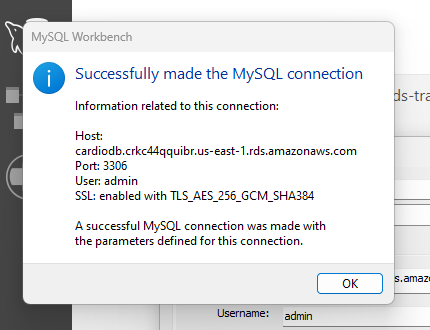 MySQL Workbench
Successfully made the MySQL connection
Information related to this connection:
Host:
cardiodb.crkc44qquibr.us-east-1.rds.amazonaws.com
Port: 3306
User: admin
SSL: enabled with TLS_AES_256_GCM_SHA384
A successful MySQL connection was made with
the parameters defined for this connection.
OK
ds-tra
s.amaz
Username: admin